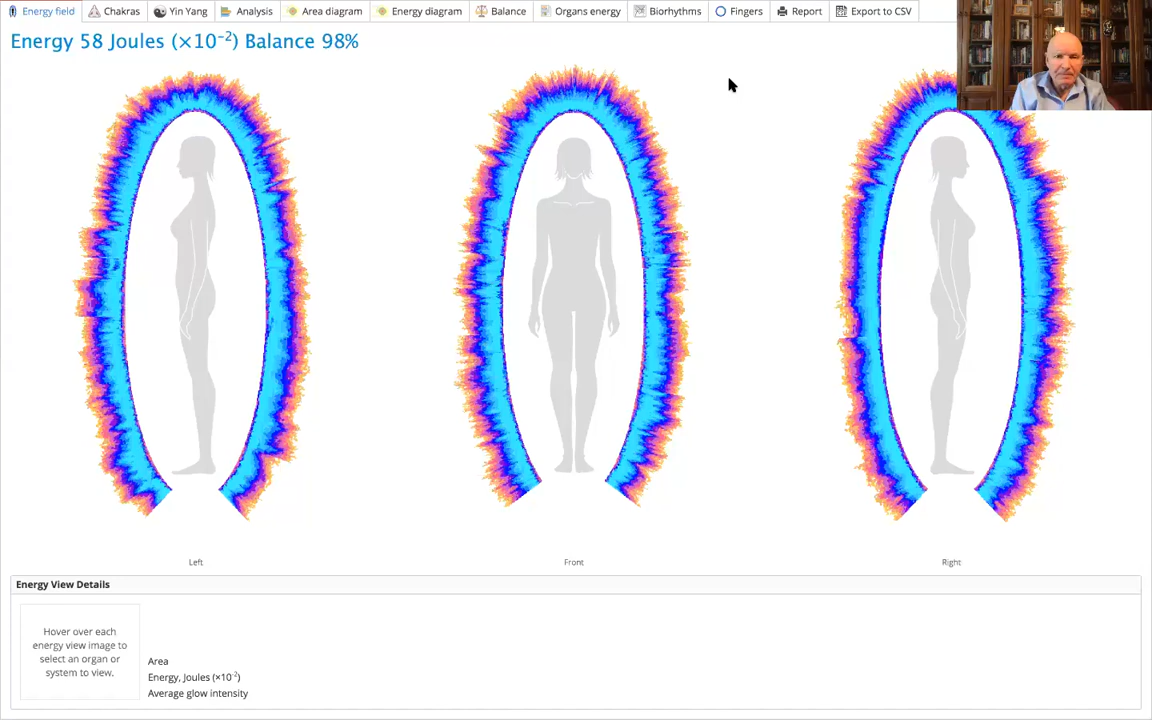 Energy field Chakras Yin Yang Analysis Area diagram Energy diagram Balance Organs energy Biorhythms Fingers Report Export to CSV
Energy 58 Joules (×10⁻²) Balance 98%
Left Front Right
Energy View Details
Hover over each
energy view image to
select an organ or
system to view.
Area
Energy, Joules (×10⁻²)
Average glow intensity